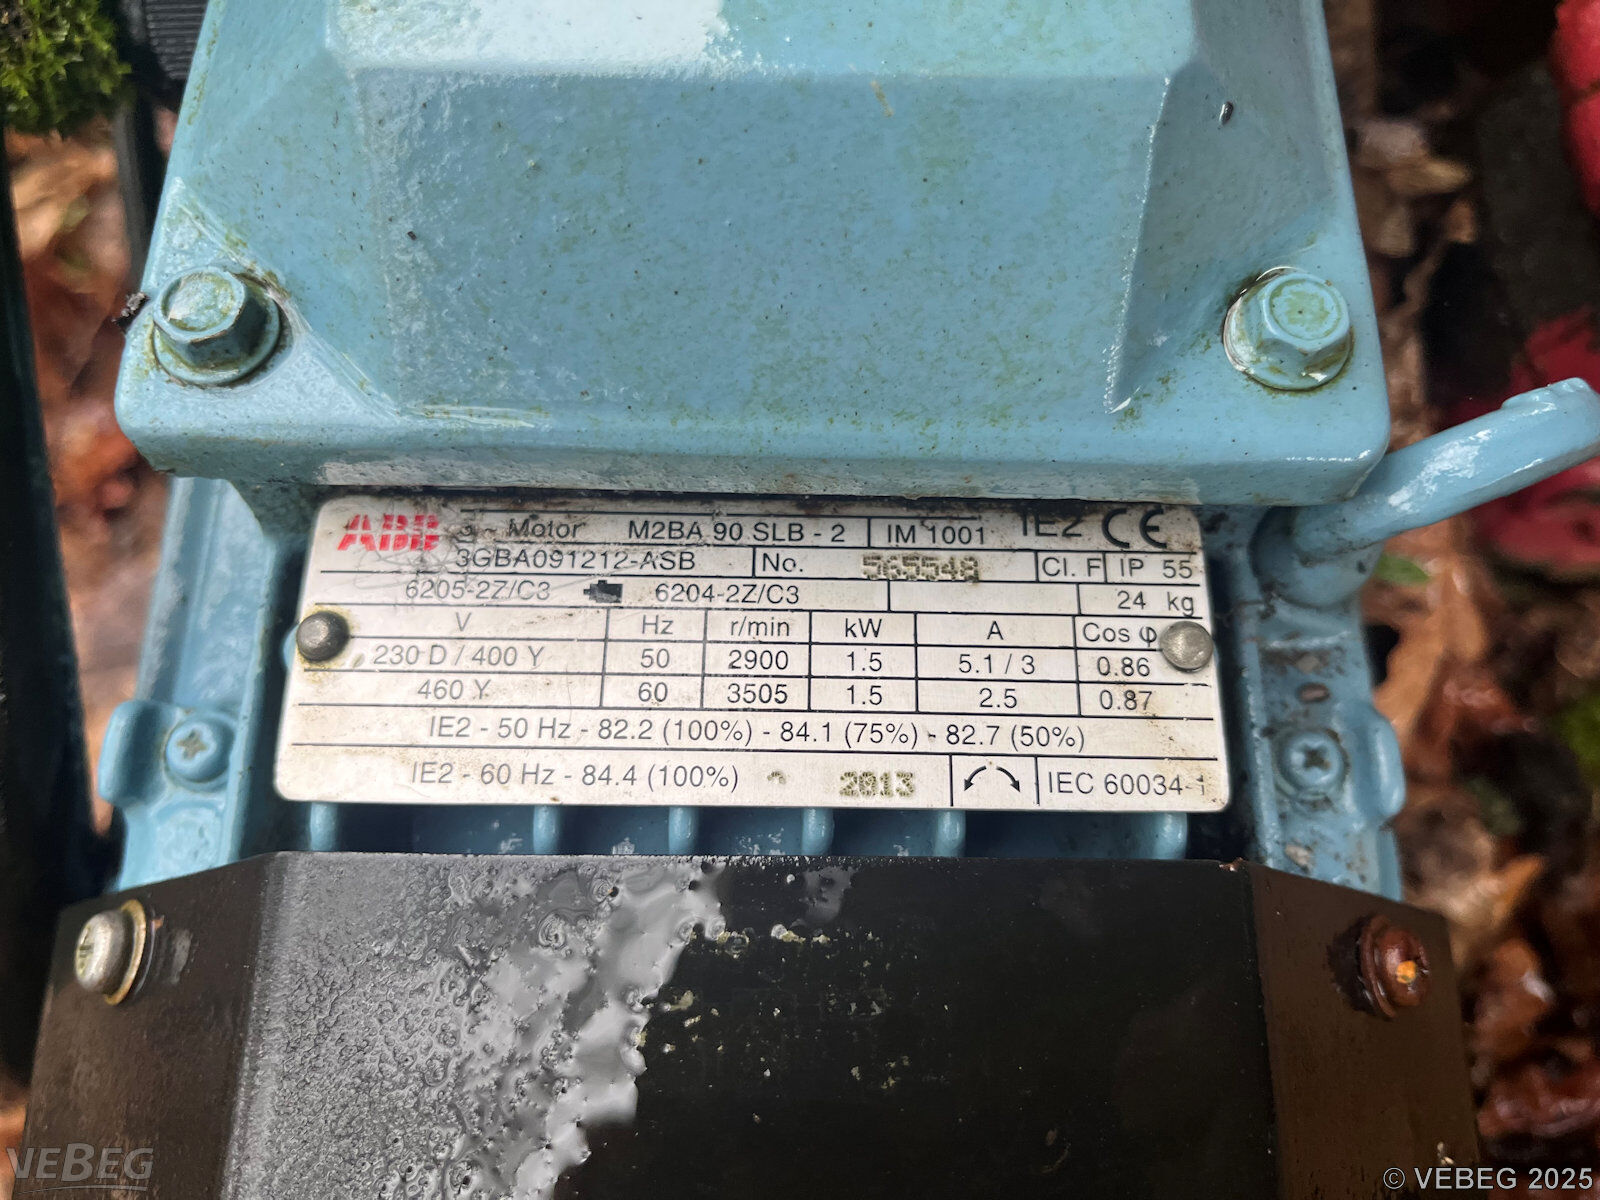 ABB 3 ~ Motor M2BA 90 SLB - 2 IM 1001 IE2 CE
3GBA091212-ASB No. 565548 Cl. F IP 55
6205-2Z/C3 6204-2Z/C3 24 kg
V Hz r/min kW A Cos φ
230 D / 400 Y 50 2900 1.5 5.1 / 3 0.86
460 Y 60 3505 1.5 2.5 0.87
IE2 - 50 Hz - 82.2 (100%) - 84.1 (75%) - 82.7 (50%)
IE2 - 60 Hz - 84.4 (100%) 2013 IEC 60034-1
VEBEG
© VEBEG 2025